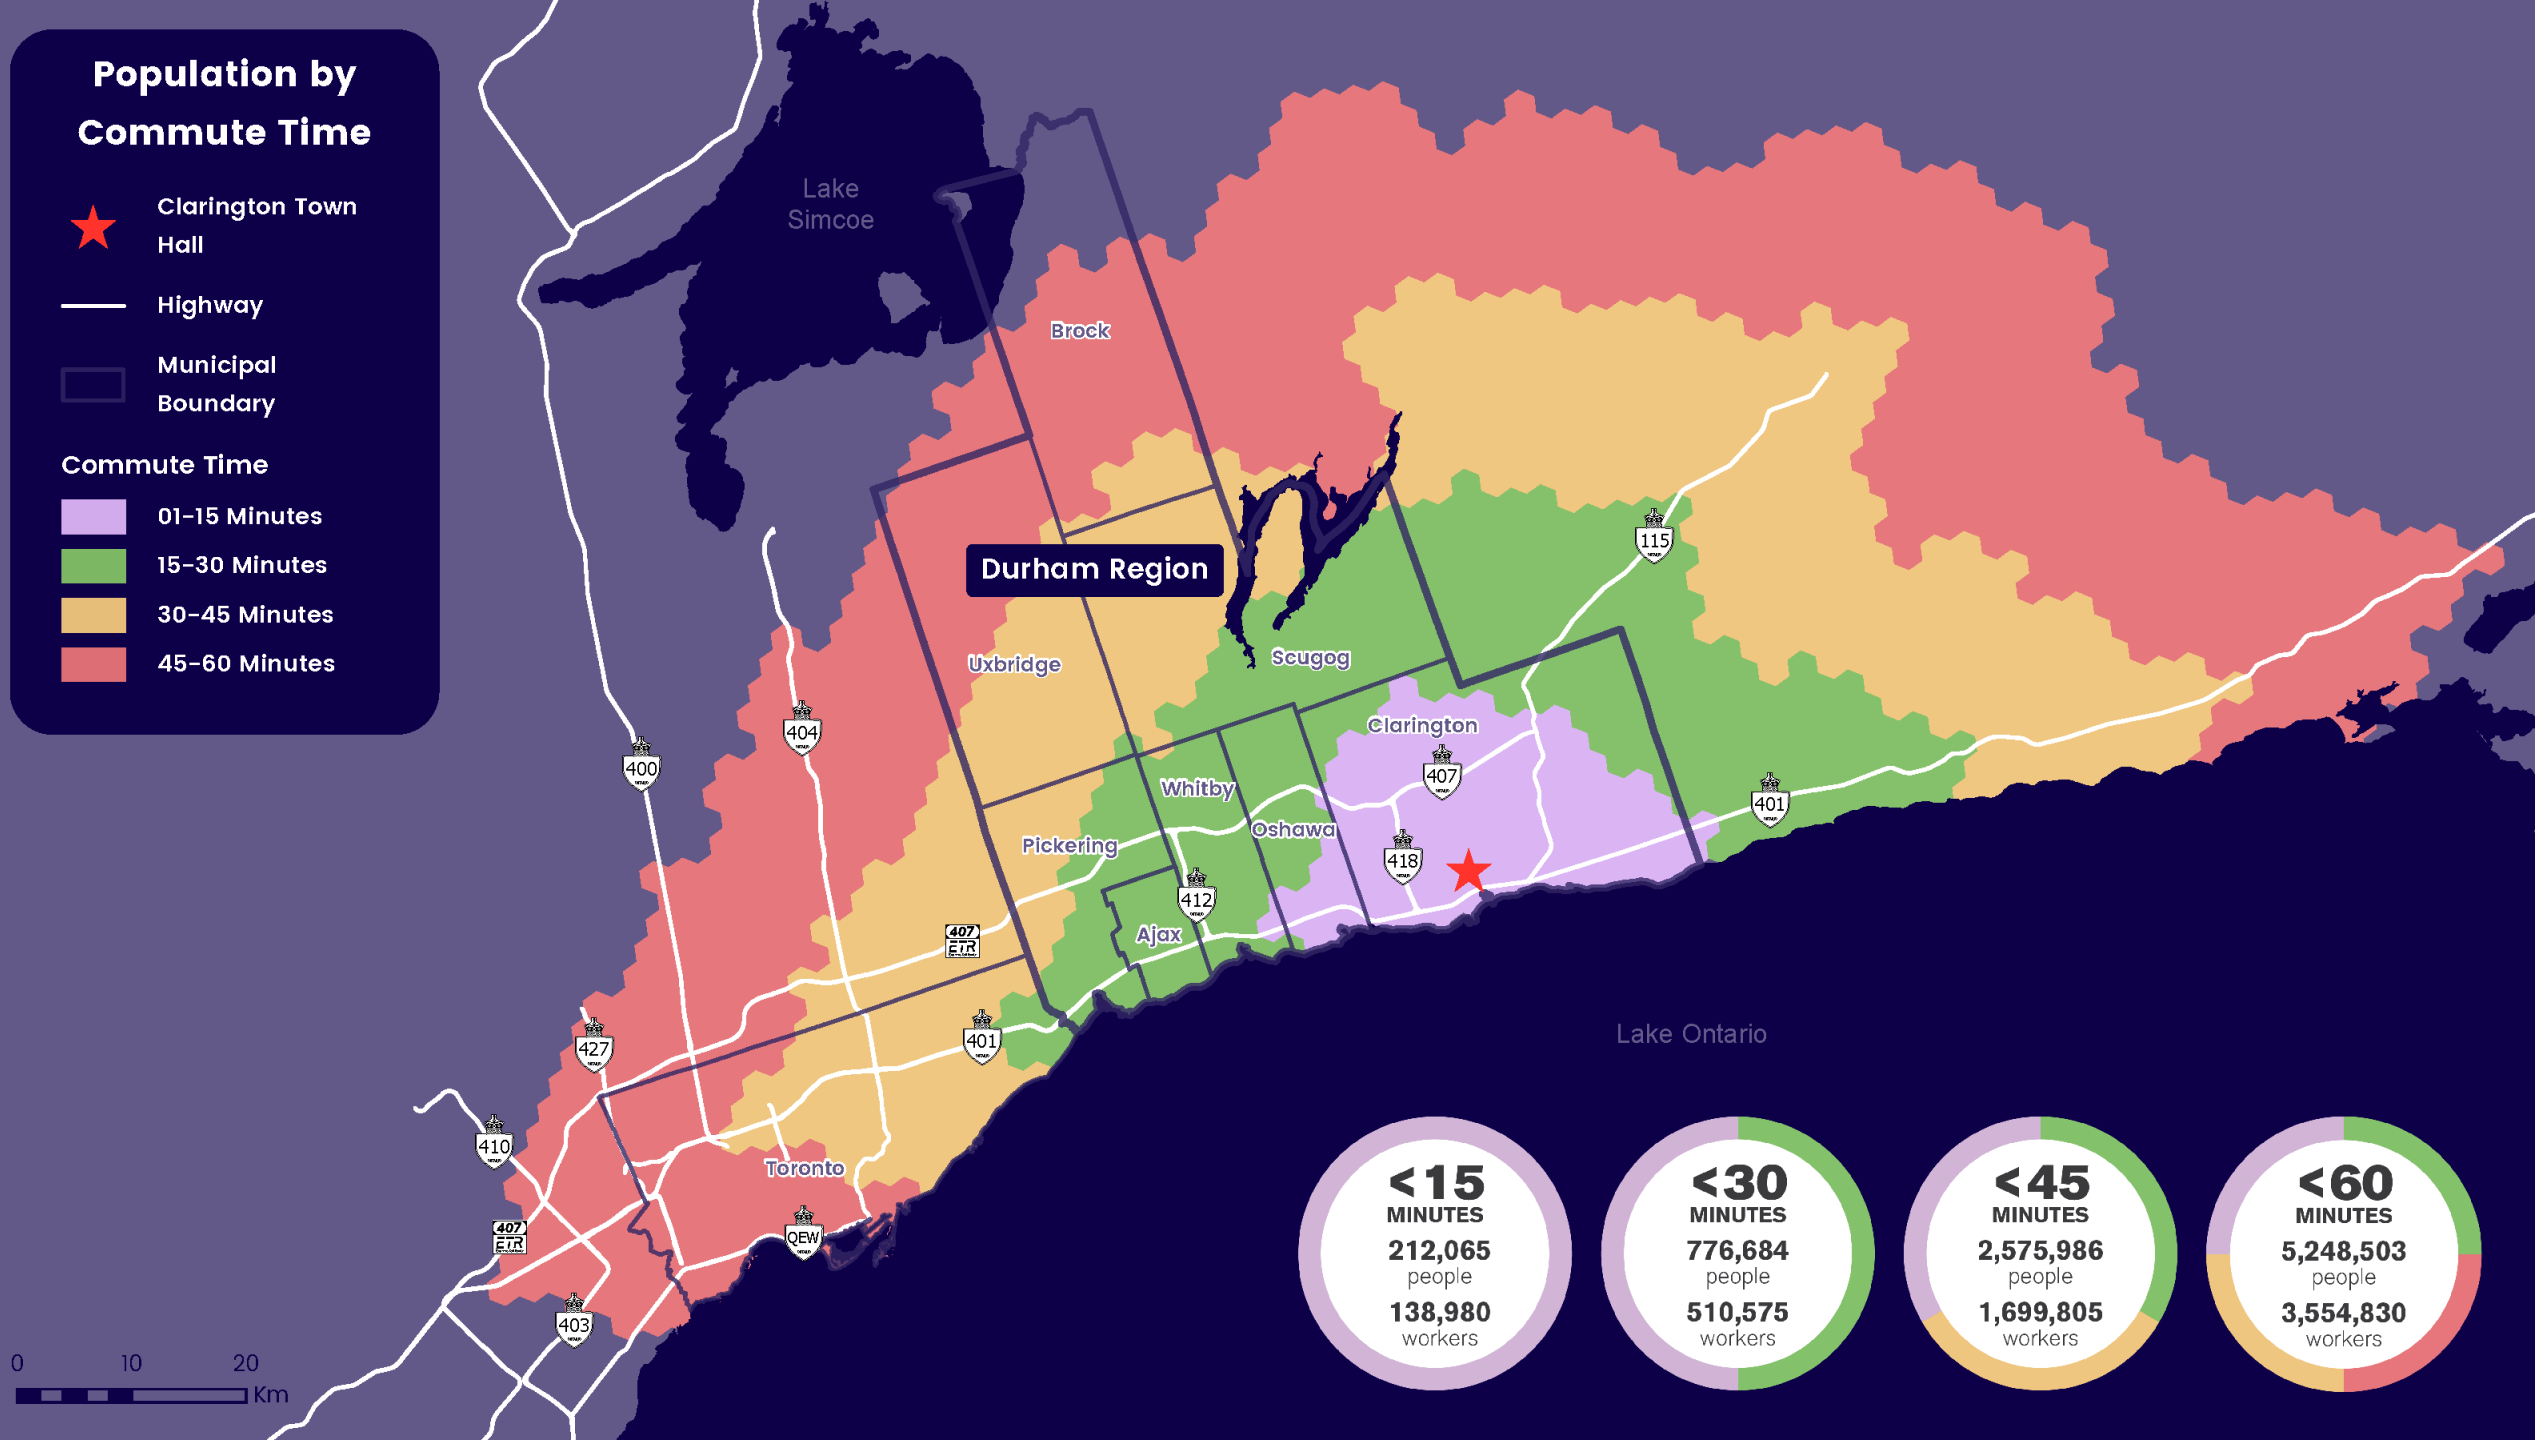 Population by
Commute Time
Clarington Town
Hall
Highway
Municipal
Boundary
Commute Time
01-15 Minutes
15-30 Minutes
30-45 Minutes
45-60 Minutes
Lake
Simcoe
Brock
Durham Region
115
Uxbridge
Scugog
Clarington
404
400
407
Whitby
401
Oshawa
Pickering
418
412
407
ETR
Ajax
401
427
Lake Ontario
410
Toronto
407
ETR
QEW
403
0 10 20
Km
<15
MINUTES
212,065
people
138,980
workers
<30
MINUTES
776,684
people
510,575
workers
<45
MINUTES
2,575,986
people
1,699,805
workers
<60
MINUTES
5,248,503
people
3,554,830
workers